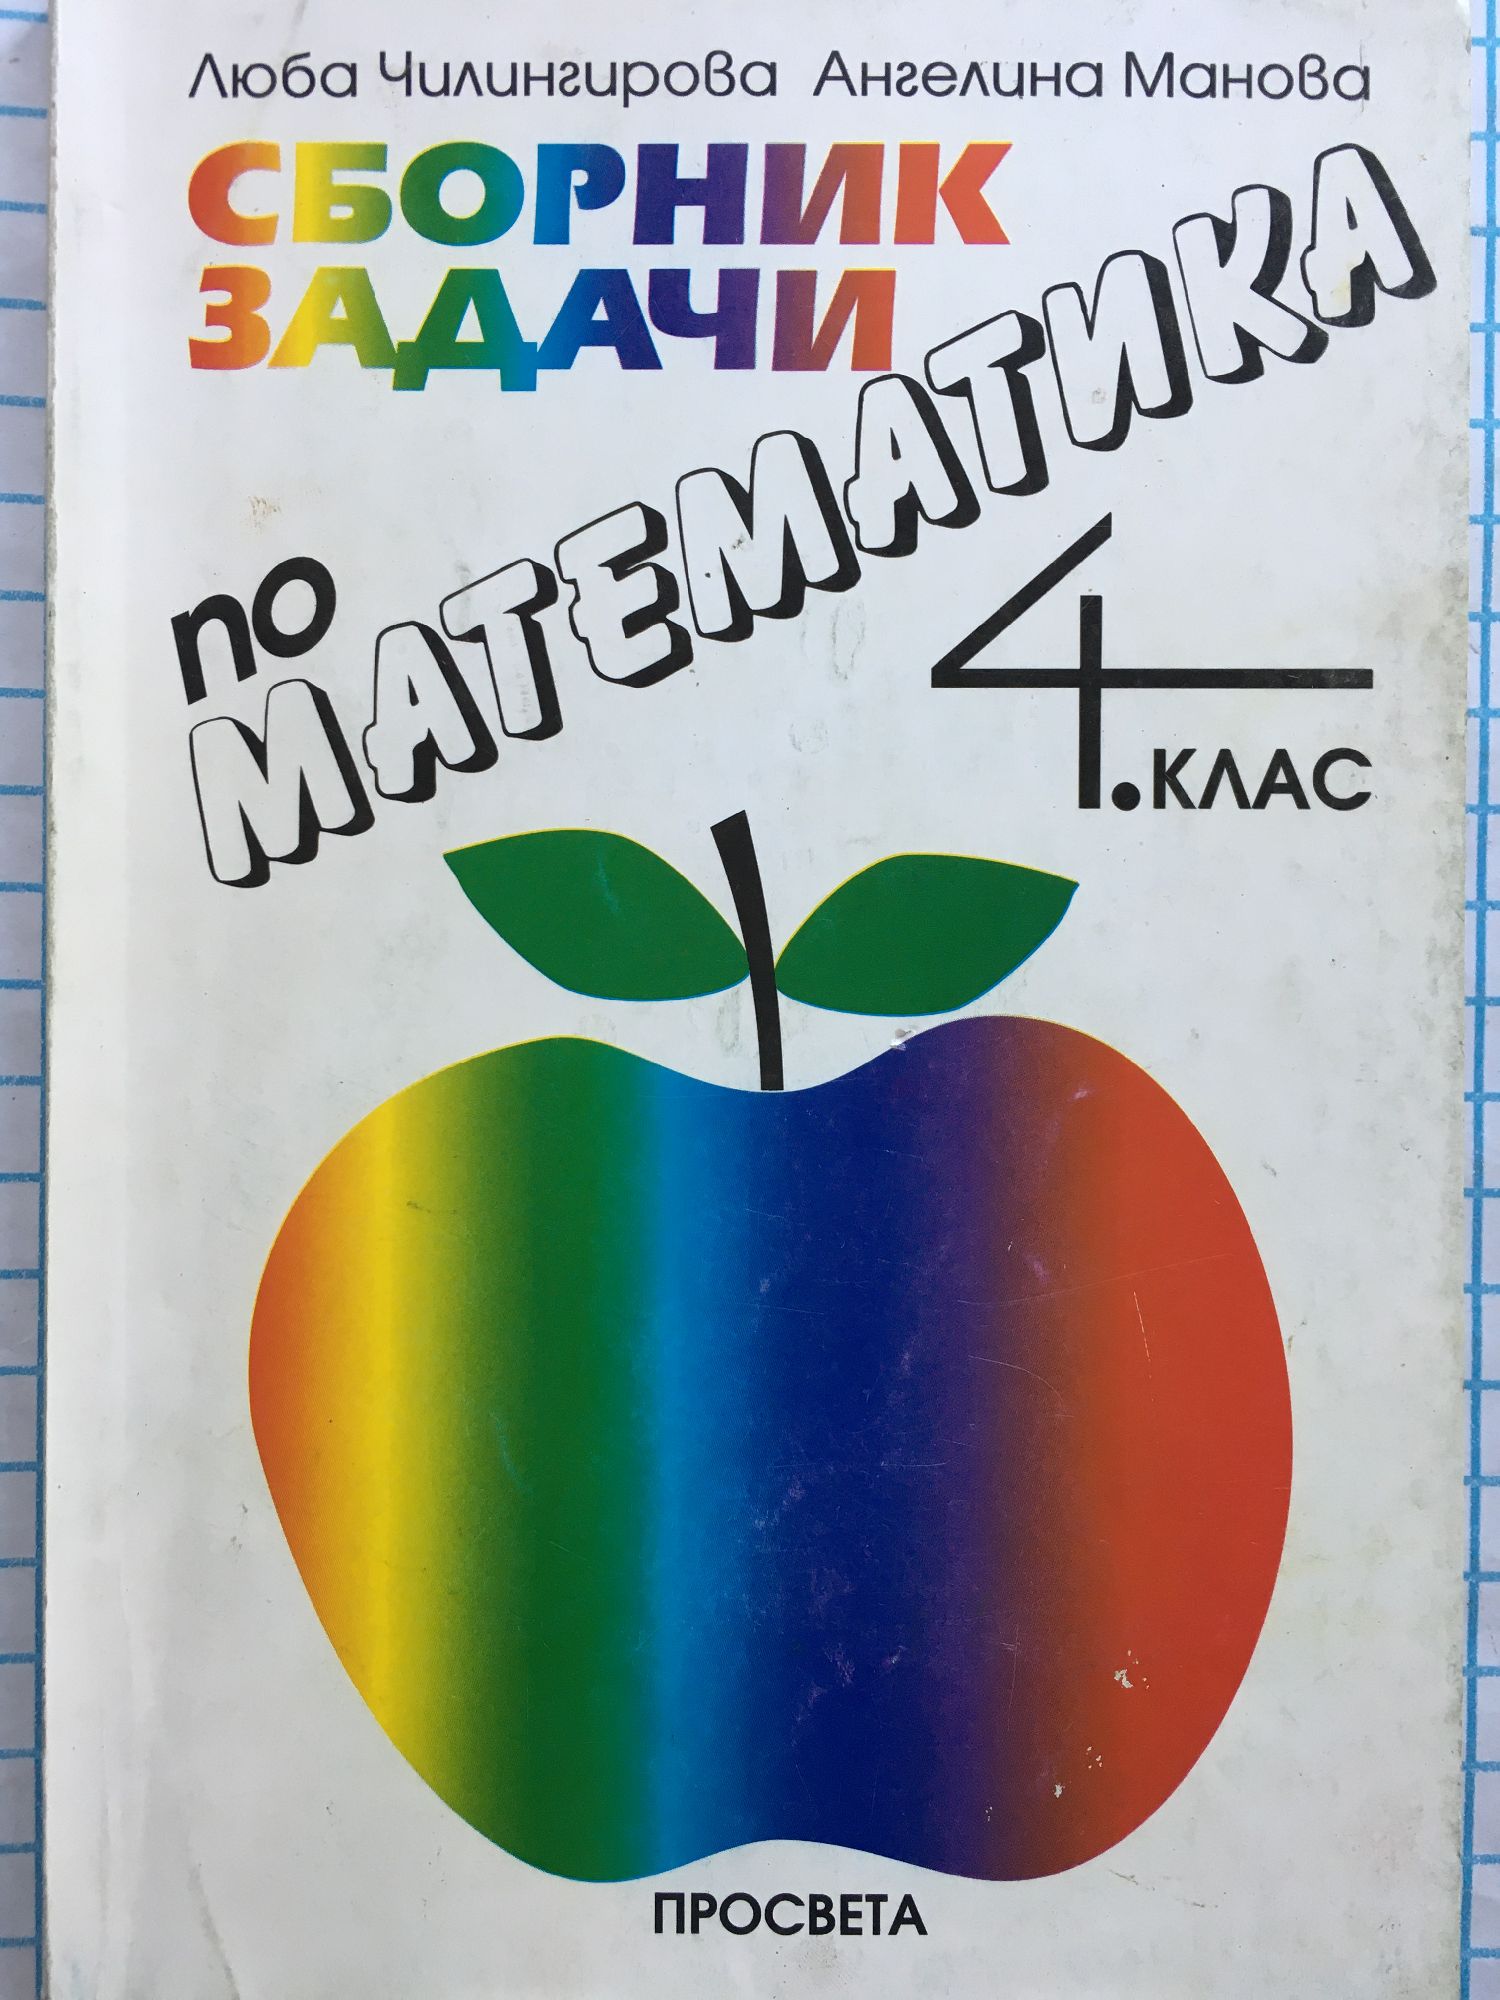 Люба Чилингирова Ангелина Манова
СБОРНИК
ЗАДАЧИ
по
МАТЕМАТИКА
4. КЛАС
ПРОСВЕТА